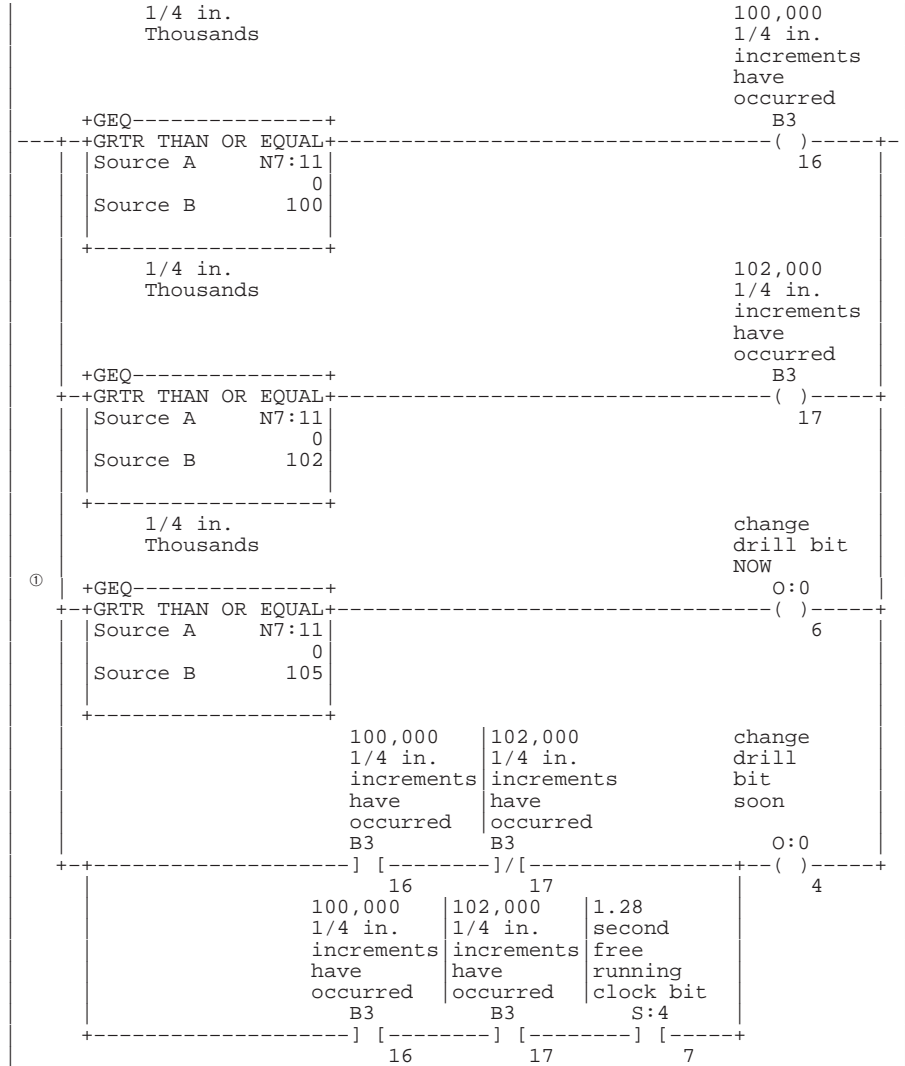 1/4 in. 100,000
Thousands 1/4 in.
increments
have
occurred
+GEQ---------------+ B3
---+-+GRTR THAN OR EQUAL+----------------------------------( )-----+-
|Source A N7:11| 16
| 0|
|Source B 100|
+------------------+
1/4 in. 102,000
Thousands 1/4 in.
increments
have
occurred
+GEQ---------------+ B3
+-+GRTR THAN OR EQUAL+----------------------------------( )-----+
|Source A N7:11| 17
| 0|
|Source B 102|
+------------------+
1/4 in. change
Thousands drill bit
NOW
① +GEQ---------------+ O:0
+-+GRTR THAN OR EQUAL+----------------------------------( )-----+
|Source A N7:11| 6
| 0|
|Source B 105|
+------------------+
100,000 |102,000 change
1/4 in. |1/4 in. drill
increments|increments bit
have |have soon
occurred |occurred
B3 B3 O:0
+-+--------------------] [--------]/[----------------+--( )-----+
16 17 4
100,000 |102,000 |1.28
1/4 in. |1/4 in. |second
increments|increments|free
have |have |running
occurred |occurred |clock bit
B3 B3 S:4
+--------------------] [--------] [--------] [-----+
16 17 7